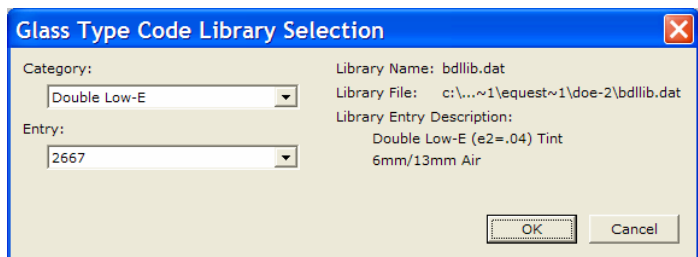 Glass Type Code Library Selection
Category:
Double Low-E
Entry:
2667
Library Name: bdllib.dat
Library File: c:\...~1\equest~1\doe-2\bdllib.dat
Library Entry Description:
Double Low-E (e2=.04) Tint
6mm/13mm Air
OK
Cancel